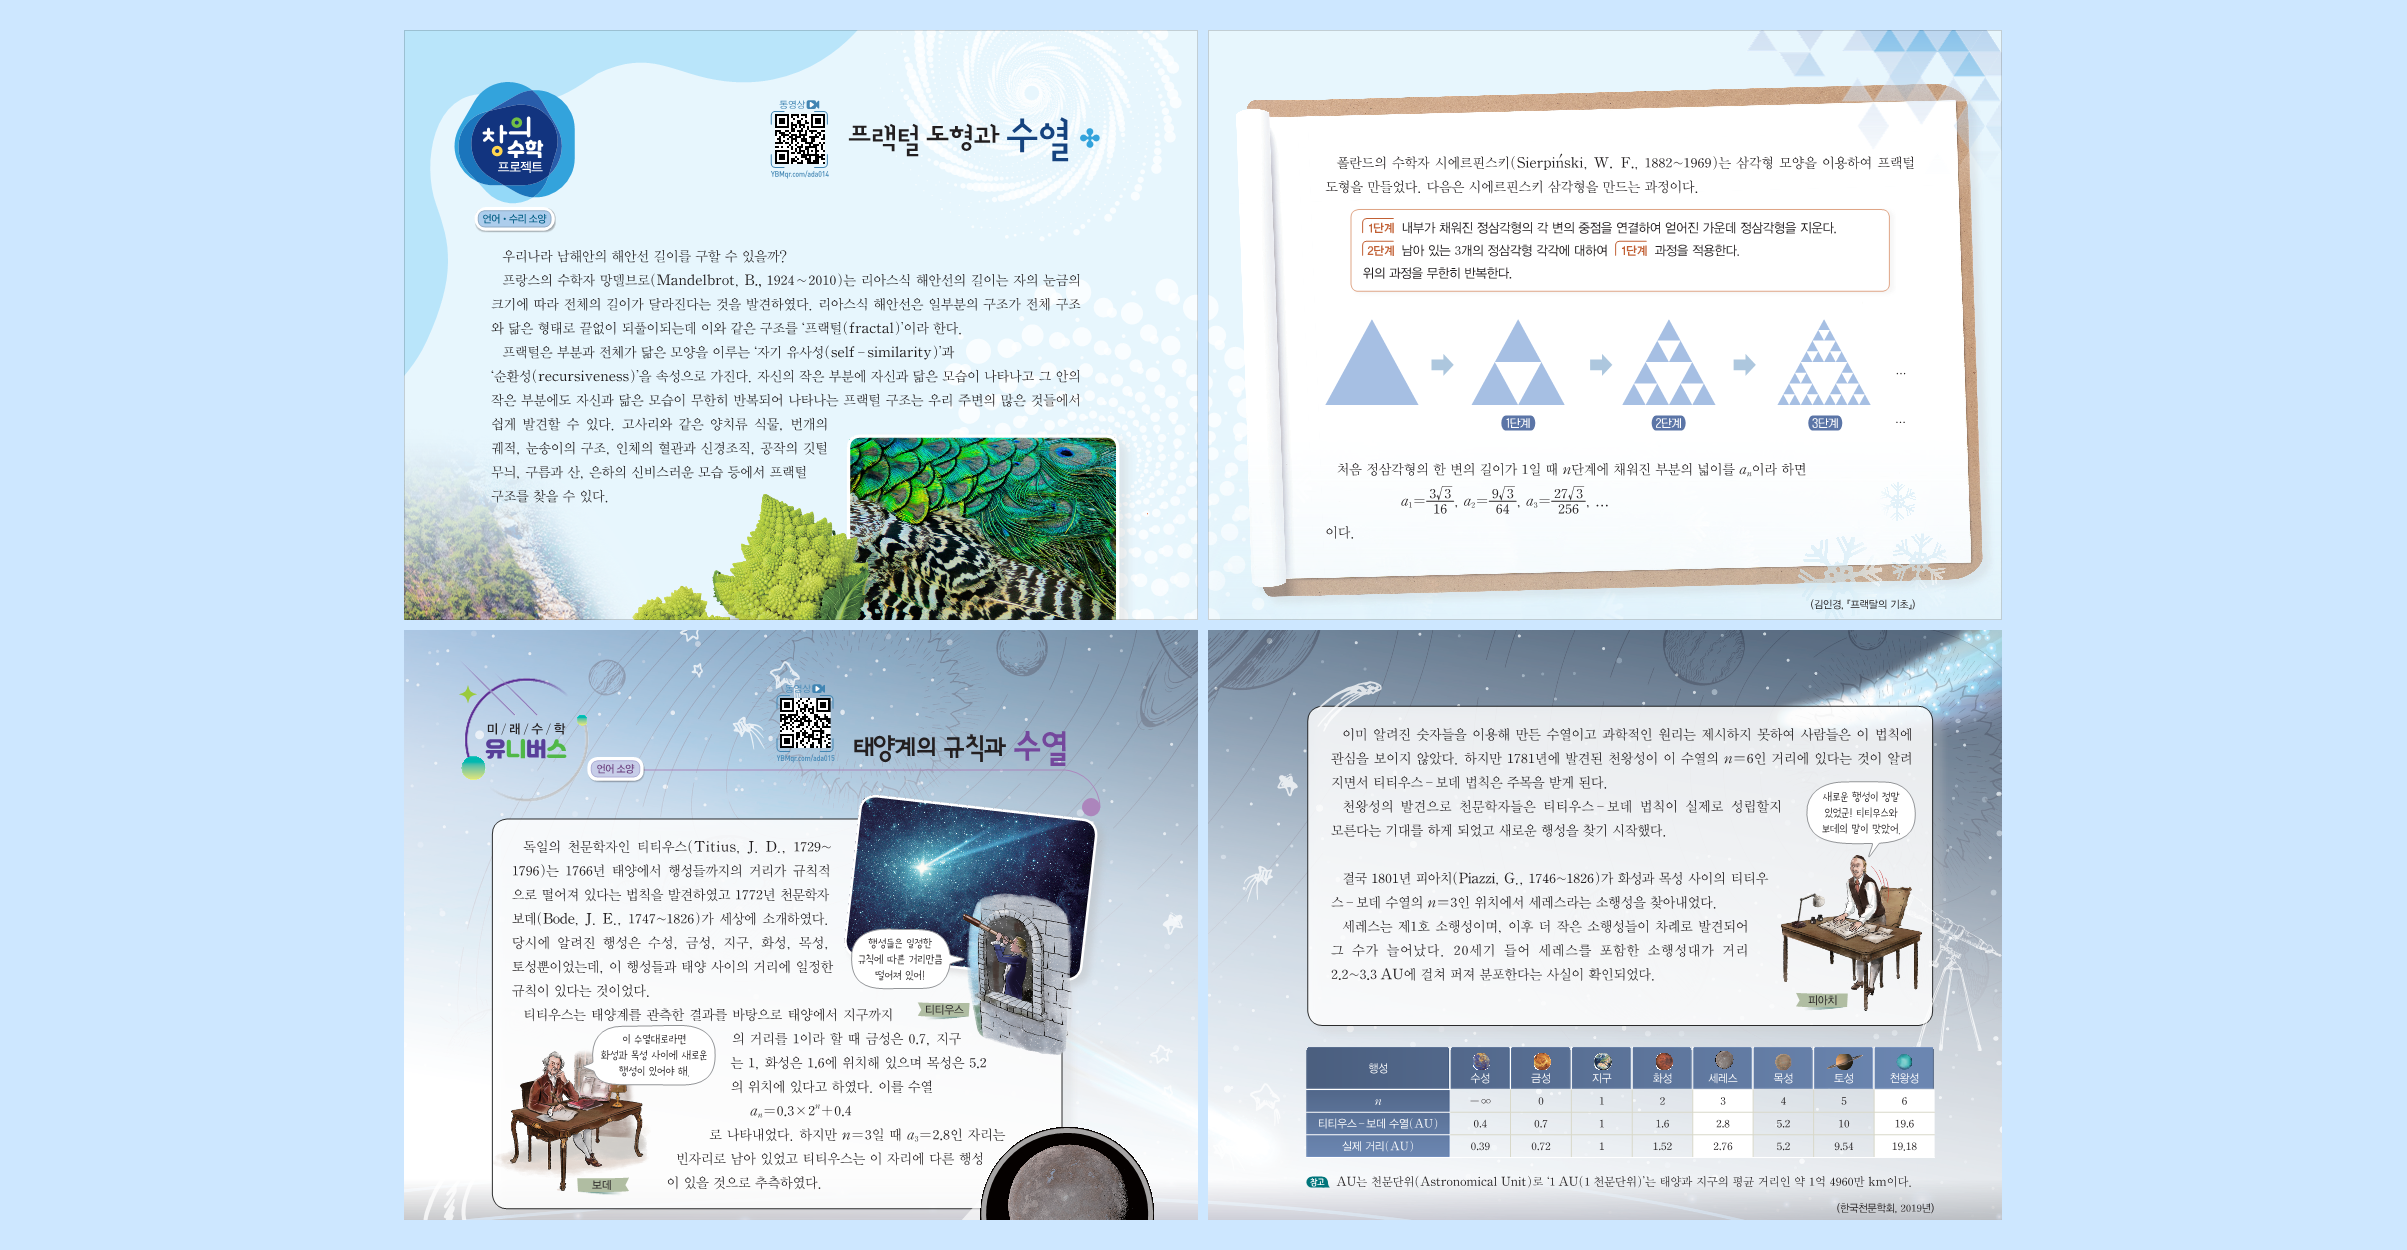 창의
수학
프로젝트
언어·수리 소양
동영상
YBMqr.com/ada014
프랙털 도형과 수열
우리나라 남해안의 해안선 길이를 구할 수 있을까?
프랑스의 수학자 망델브로(Mandelbrot, B., 1924~2010)는 리아스식 해안선의 길이는 자의 눈금의
크기에 따라 전체의 길이가 달라진다는 것을 발견하였다. 리아스식 해안선은 일부분의 구조가 전체 구조
와 닮은 형태로 끝없이 되풀이되는데 이와 같은 구조를 ‘프랙털(fractal)’이라 한다.
프랙털은 부분과 전체가 닮은 모양을 이루는 ‘자기 유사성(self-similarity)’과
‘순환성(recursiveness)’을 속성으로 가진다. 자신의 작은 부분에 자신과 닮은 모습이 나타나고 그 안의
작은 부분에도 자신과 닮은 모습이 무한히 반복되어 나타나는 프랙털 구조는 우리 주변의 많은 것들에서
쉽게 발견할 수 있다. 고사리와 같은 양치류 식물, 번개의
궤적, 눈송이의 구조, 인체의 혈관과 신경조직, 공작의 깃털
무늬, 구름과 산, 은하의 신비스러운 모습 등에서 프랙털
구조를 찾을 수 있다.
폴란드의 수학자 시에르핀스키(Sierpiński, W. F., 1882~1969)는 삼각형 모양을 이용하여 프랙털
도형을 만들었다. 다음은 시에르핀스키 삼각형을 만드는 과정이다.
1단계 내부가 채워진 정삼각형의 각 변의 중점을 연결하여 얻어진 가운데 정삼각형을 지운다.
2단계 남아 있는 3개의 정삼각형 각각에 대하여 1단계 과정을 적용한다.
위의 과정을 무한히 반복한다.
…
1단계 2단계 3단계 …
처음 정삼각형의 한 변의 길이가 1일 때 n단계에 채워진 부분의 넓이를 aₙ이라 하면
a₁=3√3/16, a₂=9√3/64, a₃=27√3/256, …
이다.
(김인경, 『프랙탈의 기초』)
미/래/수/학
유니버스
언어 소양
동영상
YBMqr.com/ada015
태양계의 규칙과 수열
독일의 천문학자인 티티우스(Titius, J. D., 1729~
1796)는 1766년 태양에서 행성들까지의 거리가 규칙적
으로 떨어져 있다는 법칙을 발견하였고 1772년 천문학자
보데(Bode, J. E., 1747~1826)가 세상에 소개하였다.
당시에 알려진 행성은 수성, 금성, 지구, 화성, 목성,
토성뿐이었는데, 이 행성들과 태양 사이의 거리에 일정한
규칙이 있다는 것이었다.
행성들은 일정한
규칙에 따른 거리만큼
떨어져 있어!
티티우스
티티우스는 태양계를 관측한 결과를 바탕으로 태양에서 지구까지
의 거리를 1이라 할 때 금성은 0.7, 지구
는 1, 화성은 1.6에 위치해 있으며 목성은 5.2
의 위치에 있다고 하였다. 이를 수열
aₙ=0.3×2ⁿ+0.4
로 나타내었다. 하지만 n=3일 때 a₃=2.8인 자리는
빈자리로 남아 있었고 티티우스는 이 자리에 다른 행성
이 있을 것으로 추측하였다.
이 수열대로라면
화성과 목성 사이에 새로운
행성이 있어야 해.
보데
이미 알려진 숫자들을 이용해 만든 수열이고 과학적인 원리는 제시하지 못하여 사람들은 이 법칙에
관심을 보이지 않았다. 하지만 1781년에 발견된 천왕성이 이 수열의 n=6인 거리에 있다는 것이 알려
지면서 티티우스-보데 법칙은 주목을 받게 된다.
천왕성의 발견으로 천문학자들은 티티우스-보데 법칙이 실제로 성립할지
모른다는 기대를 하게 되었고 새로운 행성을 찾기 시작했다.
결국 1801년 피아치(Piazzi, G., 1746~1826)가 화성과 목성 사이의 티티우
스-보데 수열의 n=3인 위치에서 세레스라는 소행성을 찾아내었다.
세레스는 제1호 소행성이며, 이후 더 작은 소행성들이 차례로 발견되어
그 수가 늘어났다. 20세기 들어 세레스를 포함한 소행성대가 거리
2.2~3.3 AU에 걸쳐 퍼져 분포한다는 사실이 확인되었다.
새로운 행성이 정말
있었군! 티티우스와
보데의 말이 맞았어.
피아치
행성 수성 금성 지구 화성 세레스 목성 토성 천왕성
n −∞ 0 1 2 3 4 5 6
티티우스-보데 수열(AU) 0.4 0.7 1 1.6 2.8 5.2 10 19.6
실제 거리(AU) 0.39 0.72 1 1.52 2.76 5.2 9.54 19.18
참고 AU는 천문단위(Astronomical Unit)로 ‘1 AU(1 천문단위)’는 태양과 지구의 평균 거리인 약 1억 4960만 km이다.
(한국천문학회, 2019년)